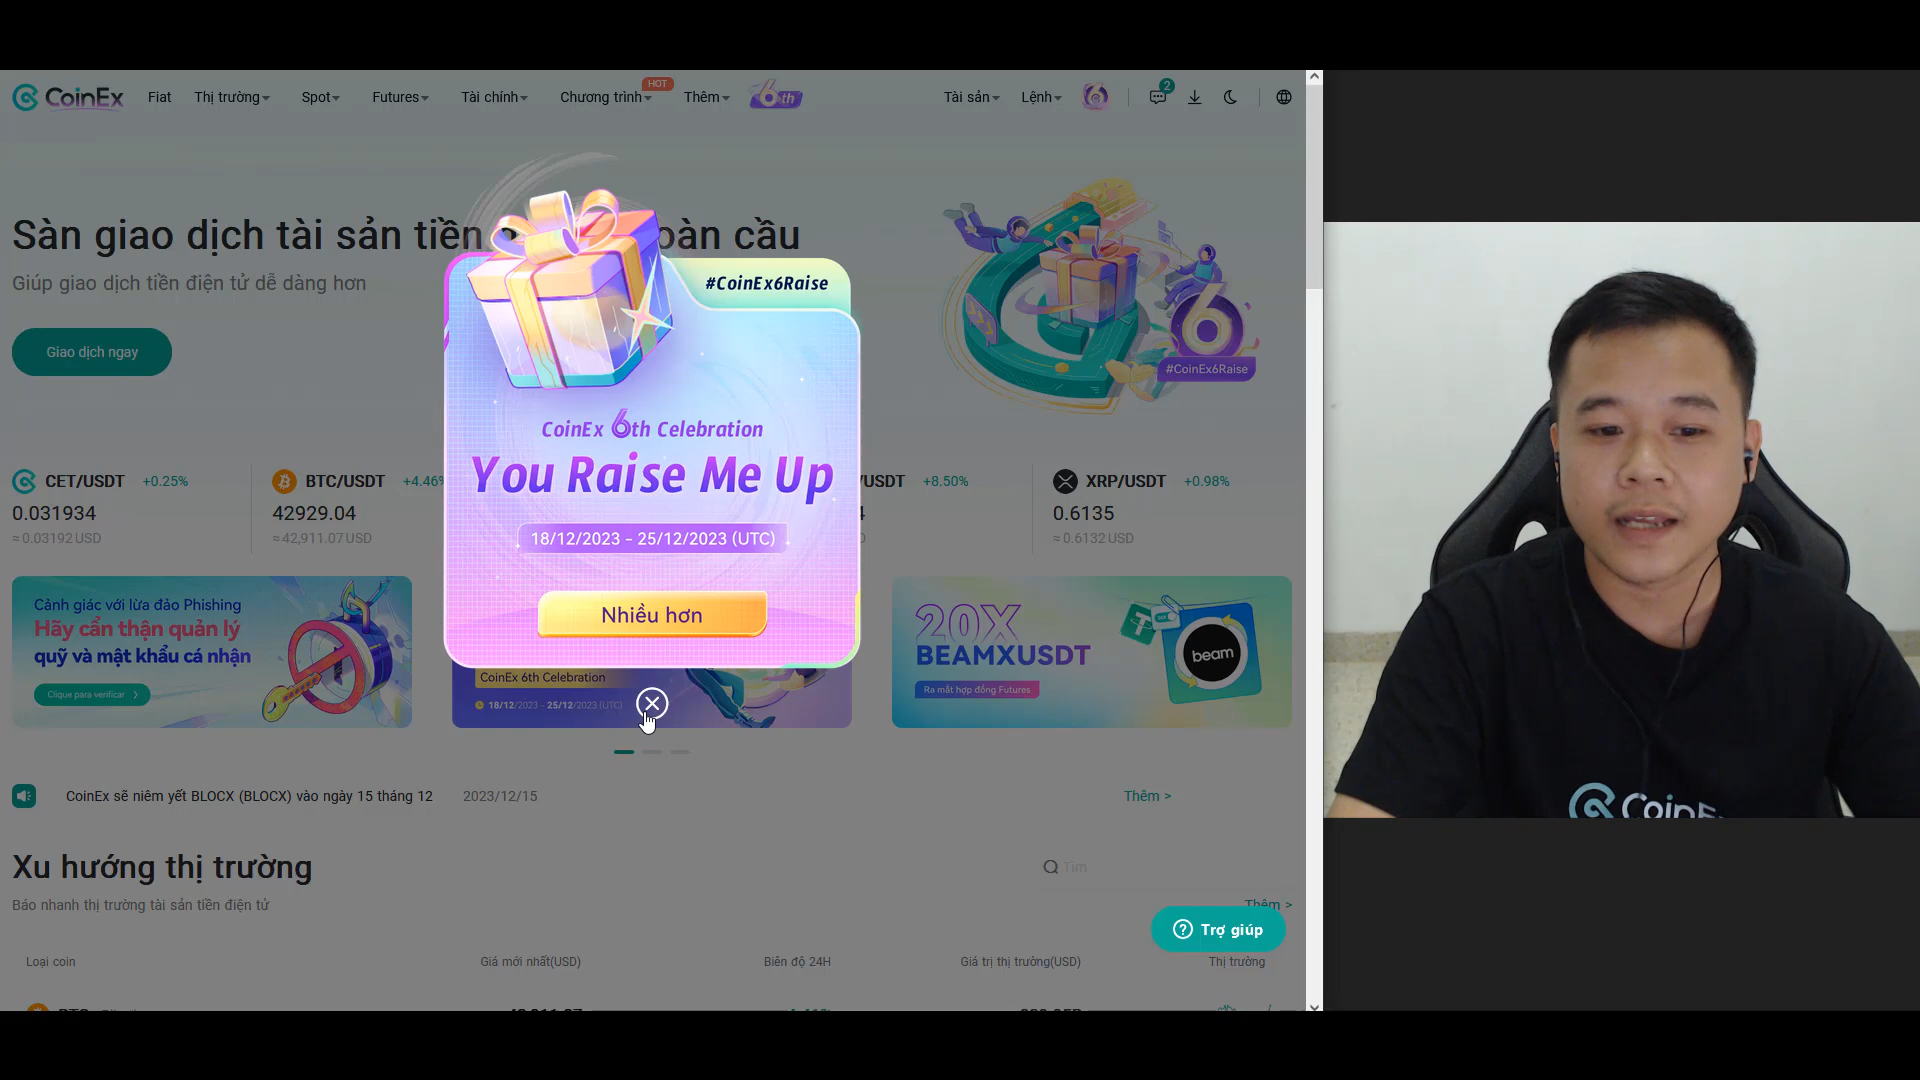 CoinEx
Fiat
Thị trường
Spot
Futures
Tài chính
HOT
Chương trình
Thêm
6th
Tài sản
Lệnh
2
Sàn giao dịch tài sản tiền
oàn cầu
Giúp giao dịch tiền điện tử dễ dàng hơn
Giao dịch ngay
#CoinEx6Raise
6
#CoinEx6Raise
CoinEx 6th Celebration
You Raise Me Up
18/12/2023 - 25/12/2023 (UTC)
Nhiều hơn
CET/USDT +0.25%
0.031934
≈ 0.03192 USD
BTC/USDT +4.46%
42929.04
≈ 42,911.07 USD
/USDT +8.50%
XRP/USDT +0.98%
0.6135
≈ 0.6132 USD
Cảnh giác với lừa đảo Phishing
Hãy cẩn thận quản lý
quỹ và mật khẩu cá nhận
Clique para verificar >
CoinEx 6th Celebration
18/12/2023 - 25/12/2023 (UTC)
20X
BEAMXUSDT
Ra mắt hợp đồng Futures
beam
CoinEx sẽ niêm yết BLOCX (BLOCX) vào ngày 15 tháng 12
2023/12/15
Thêm >
Xu hướng thị trường
Tìm
Báo nhanh thị trường tài sản tiền điện tử
Thêm >
Trợ giúp
Loại coin
Giá mới nhất(USD)
Biên độ 24H
Giá trị thị trường(USD)
Thị trường
CoinEx